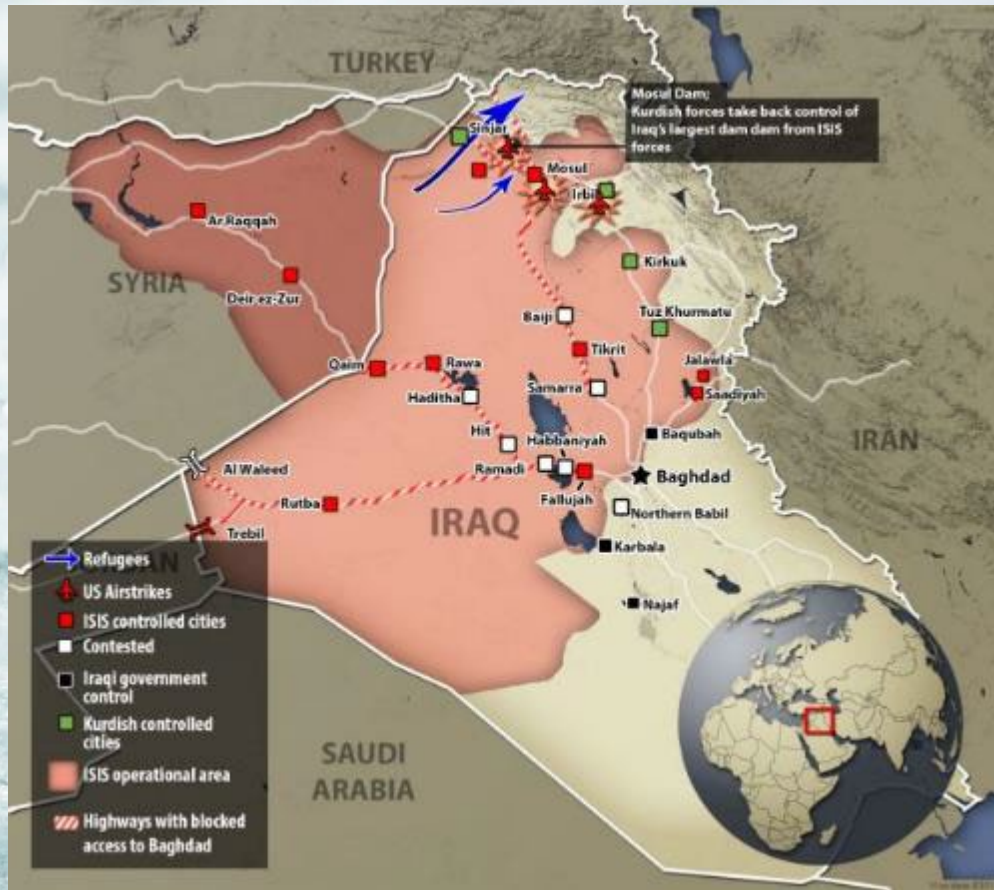 TURKEY
Mosul Dam;
Kurdish forces take back control of
Iraq's largest dam dam from ISIS
forces
Sinjar
Mosul
Irbil
Ar Raqqah
Kirkuk
SYRIA
Deir ez-Zur
Tuz Khurmatu
Baiji
Tikrit
Jalawla
Qaim
Rawa
Samarra
Saadiyah
Haditha
Hit
Habbaniyah
Baqubah
IRAN
Al Waleed
Ramadi
Baghdad
Rutba
Fallujah
IRAQ
Northern Babil
Trebil
Karbala
AN
Refugees
US Airstrikes
Najaf
ISIS controlled cities
Contested
Iraqi government
control
Kurdish controlled
cities
SAUDI
ARABIA
ISIS operational area
Highways with blocked
access to Baghdad